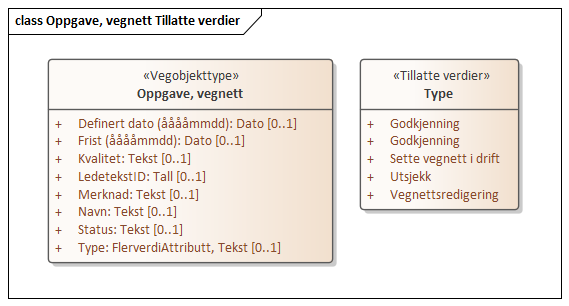 class Oppgave, vegnett Tillatte verdier
«Vegobjekttype»
Oppgave, vegnett
+ Definert dato (ååååmmdd): Dato [0..1]
+ Frist (ååååmmdd): Dato [0..1]
+ Kvalitet: Tekst [0..1]
+ LedetekstID: Tall [0..1]
+ Merknad: Tekst [0..1]
+ Navn: Tekst [0..1]
+ Status: Tekst [0..1]
+ Type: FlerverdiAttributt, Tekst [0..1]
«Tillatte verdier»
Type
+ Godkjenning
+ Godkjenning
+ Sette vegnett i drift
+ Utsjekk
+ Vegnettsredigering